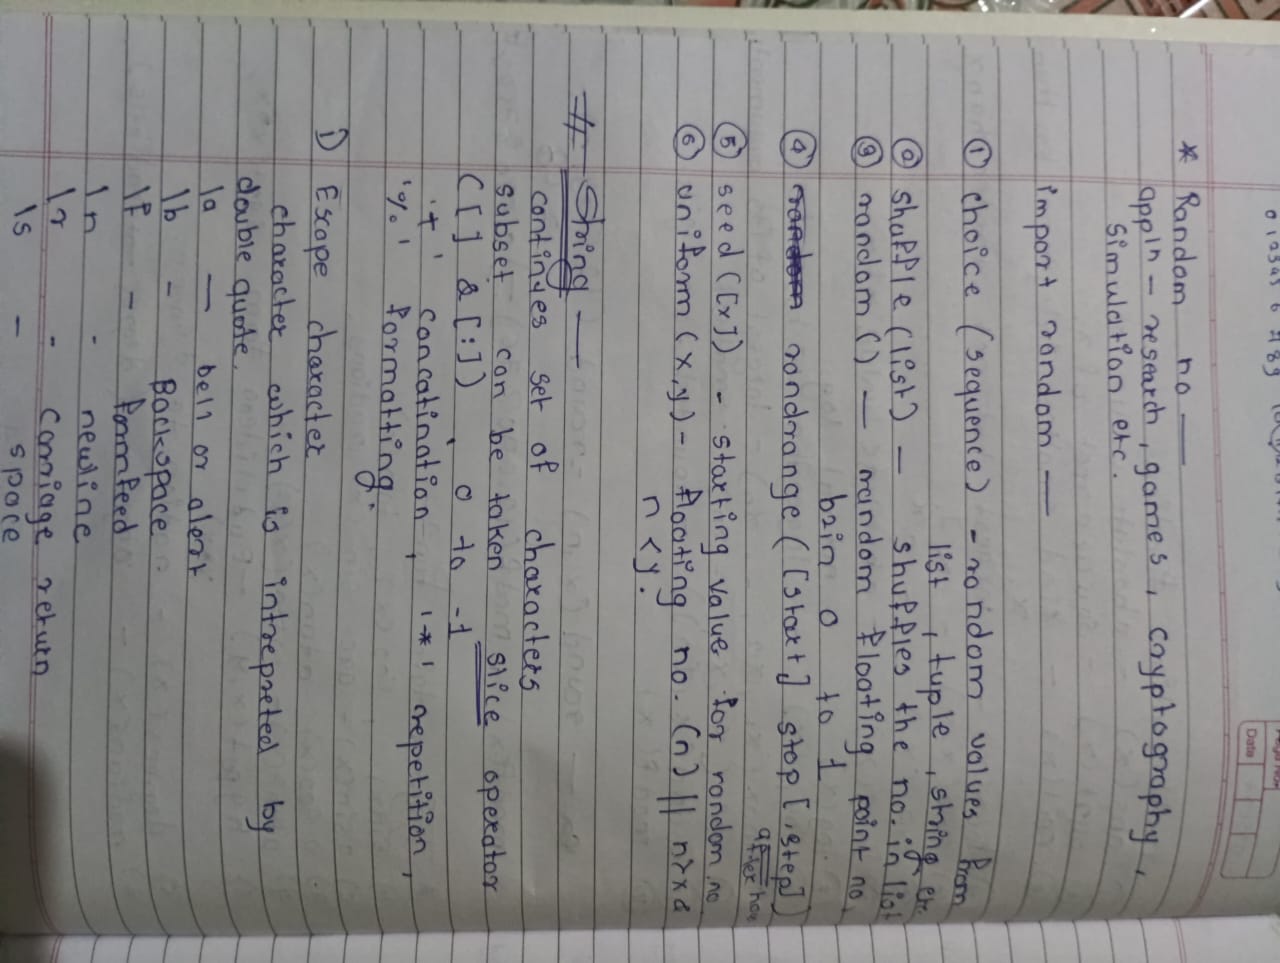 0 1 2 3 4 5 6 7 8 9
Date
* Random no —
appln - research, games, cryptography,
simulation etc.
import random —
① choice (sequence) - random values from
list, tuple, string etc.
② shuffle (list) — shuffles the no. in list
③ random () — random floating point no.
b2in 0 to 1
④ randrange ([start] stop [,step])
after how
⑤ seed ([x]) - starting value for random no
⑥ uniform (x,y) - floating no. (n) || n>x &
n <y.
# String —
continyes set of characters
subset can be taken slice operator
([] & [:]) , 0 to -1
'+' concatination, '*' repetition,
'%' formatting.
1) Escape character
character which is intrepreted by
double quote.
\a — bell or alert
\b - Backspace
\f - formfeed
\n - newline
\r - carriage return
\s - space